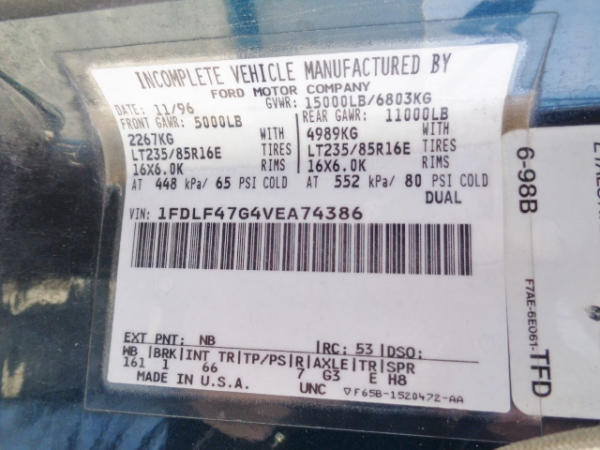 INCOMPLETE VEHICLE MANUFACTURED BY
FORD MOTOR COMPANY
DATE: 11/96 GVWR: 15000LB/6803KG
FRONT GAWR: 5000LB REAR GAWR: 11000LB
2267KG WITH 4989KG WITH
LT235/85R16E TIRES LT235/85R16E TIRES
16X6.0K RIMS 16X6.0K RIMS
AT 448 kPa/ 65 PSI COLD AT 552 kPa/ 80 PSI COLD
DUAL
VIN: 1FDLF47G4VEA74386
EXT PNT: NB |RC: 53 |DSO:
WB |BRK|INT TR|TP/PS|R|AXLE|TR|SPR
161 1 66 7 G3 E H8
MADE IN U.S.A. UNC ▽F65B-1520472-AA
6-98B
F7AE-6E061-TFD